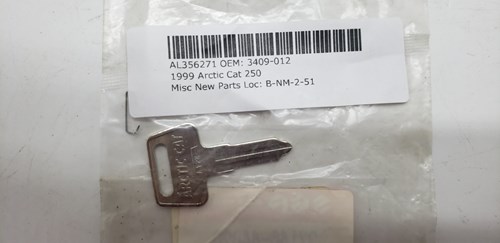 AL356271 OEM: 3409-012
1999 Arctic Cat 250
Misc New Parts Loc: B-NM-2-51
ARCTIC CAT